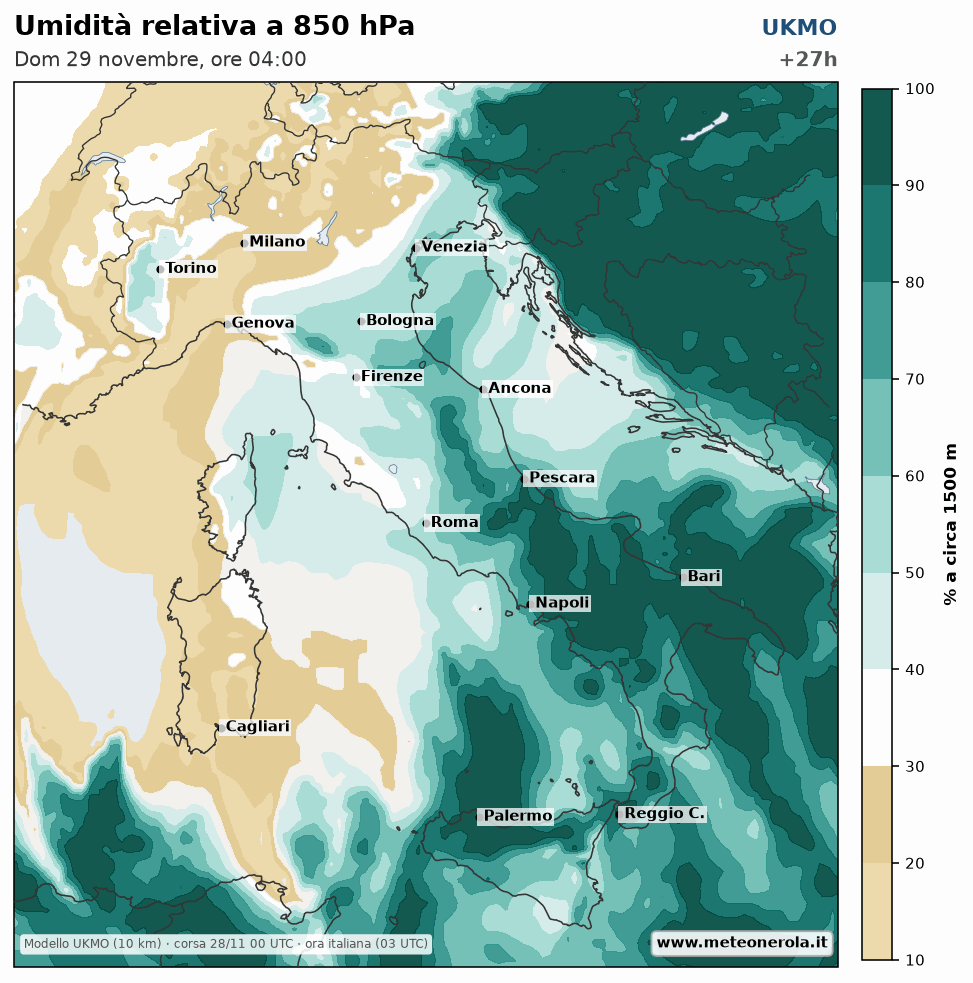 Umidità relativa a 850 hPa
UKMO
Dom 29 novembre, ore 04:00
+27h
100
90
80
70
60
50
40
30
20
10
% a circa 1500 m
Milano
Venezia
Torino
Genova
Bologna
Firenze
Ancona
Pescara
Roma
Bari
Napoli
Cagliari
Palermo
Reggio C.
Modello UKMO (10 km) · corsa 28/11 00 UTC · ora italiana (03 UTC)
www.meteonerola.it